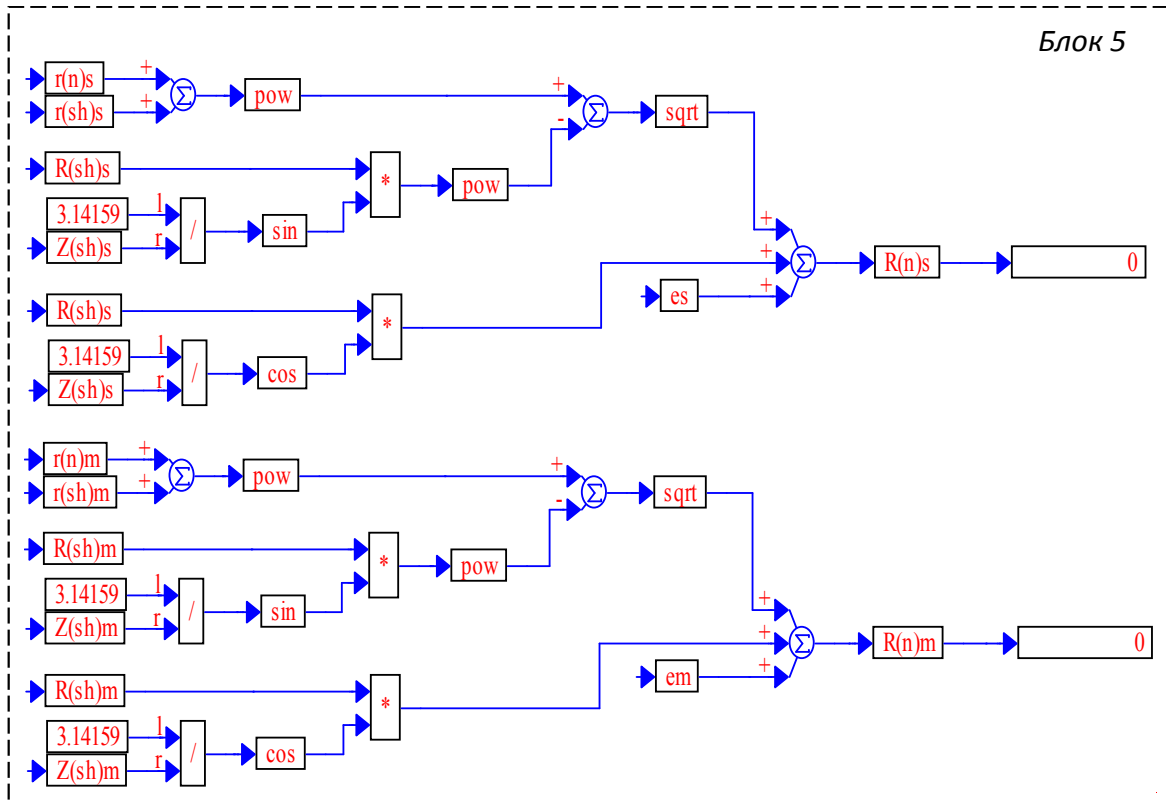 Блок 5
r(n)s + Σ pow + Σ sqrt
r(sh)s + -
R(sh)s * pow
3.14159 l / sin
Z(sh)s r
+ + + Σ R(n)s 0
es
R(sh)s *
3.14159 l / cos
Z(sh)s r
r(n)m + Σ pow + Σ sqrt
r(sh)m + -
R(sh)m * pow
3.14159 l / sin
Z(sh)m r
+ + + Σ R(n)m 0
em
R(sh)m *
3.14159 l / cos
Z(sh)m r